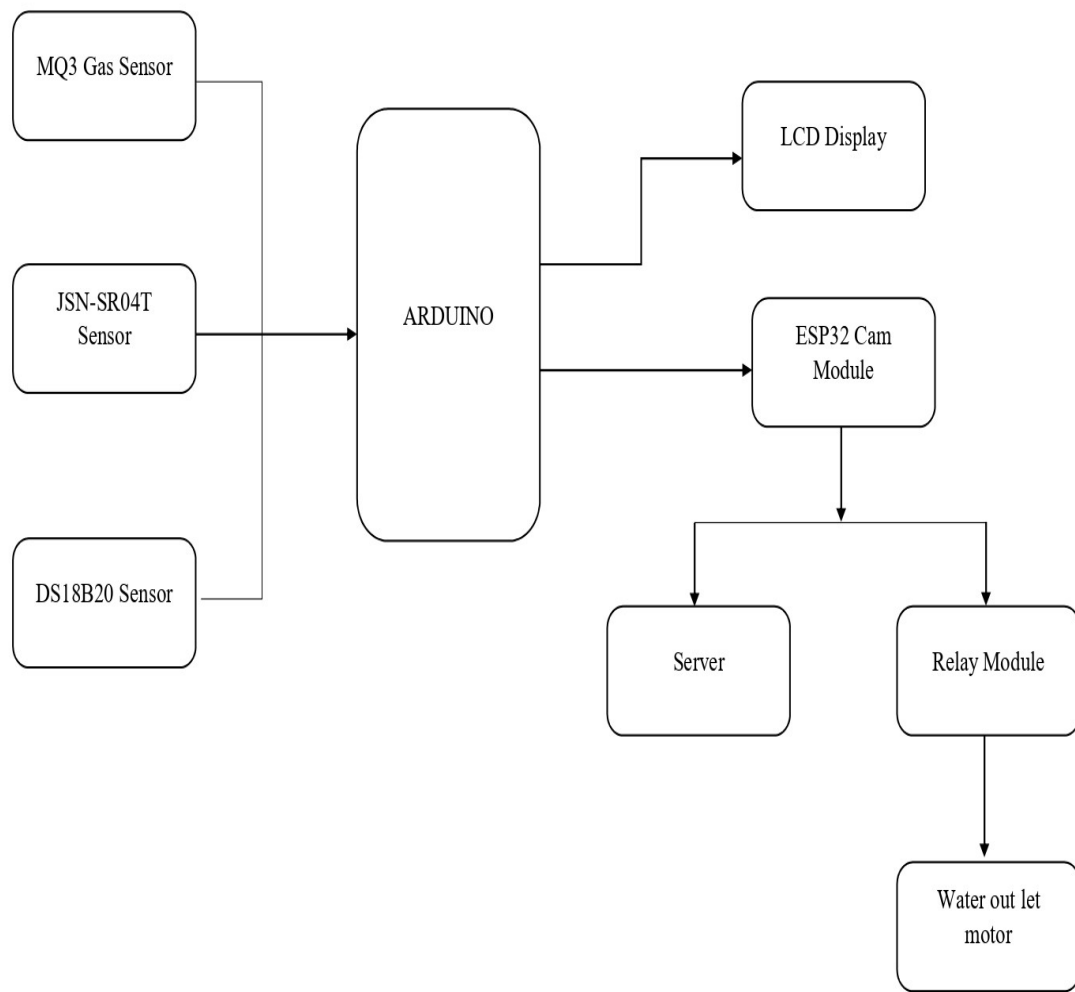 MQ3 Gas Sensor
LCD Display
JSN-SR04T
Sensor
ARDUINO
ESP32 Cam
Module
DS18B20 Sensor
Server
Relay Module
Water out let
motor